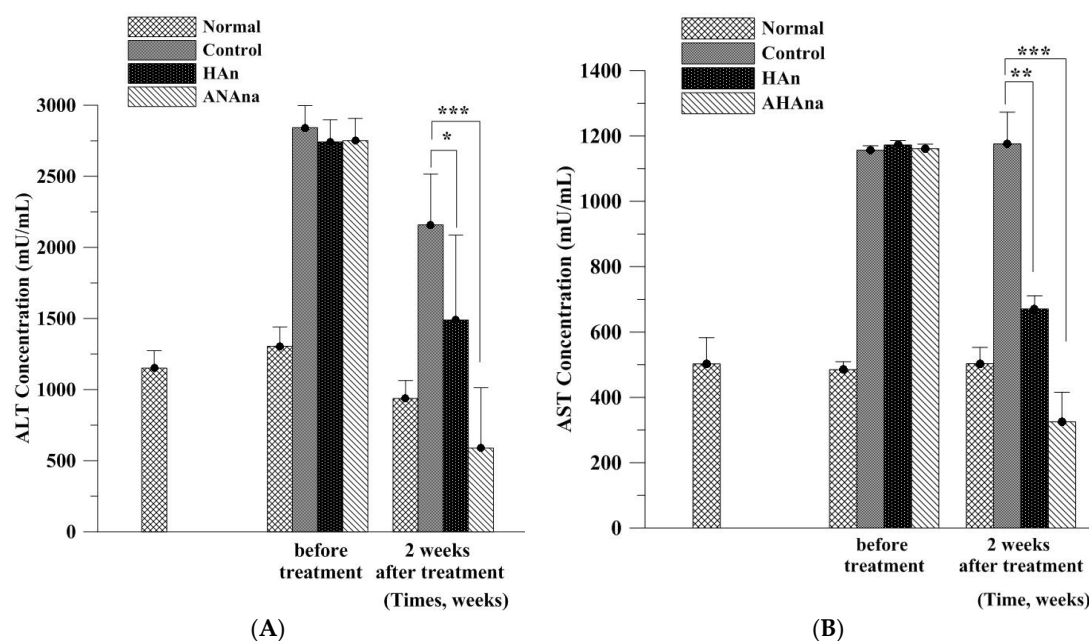 Normal
Control
HAn
ANAna
ALT Concentration (mU/mL)
3000
2500
2000
1500
1000
500
0
***
*
before
treatment
2 weeks
after treatment
(Times, weeks)
(A)
Normal
Control
HAn
AHAna
AST Concentration (mU/mL)
1400
1200
1000
800
600
400
200
0
***
**
before
treatment
2 weeks
after treatment
(Time, weeks)
(B)